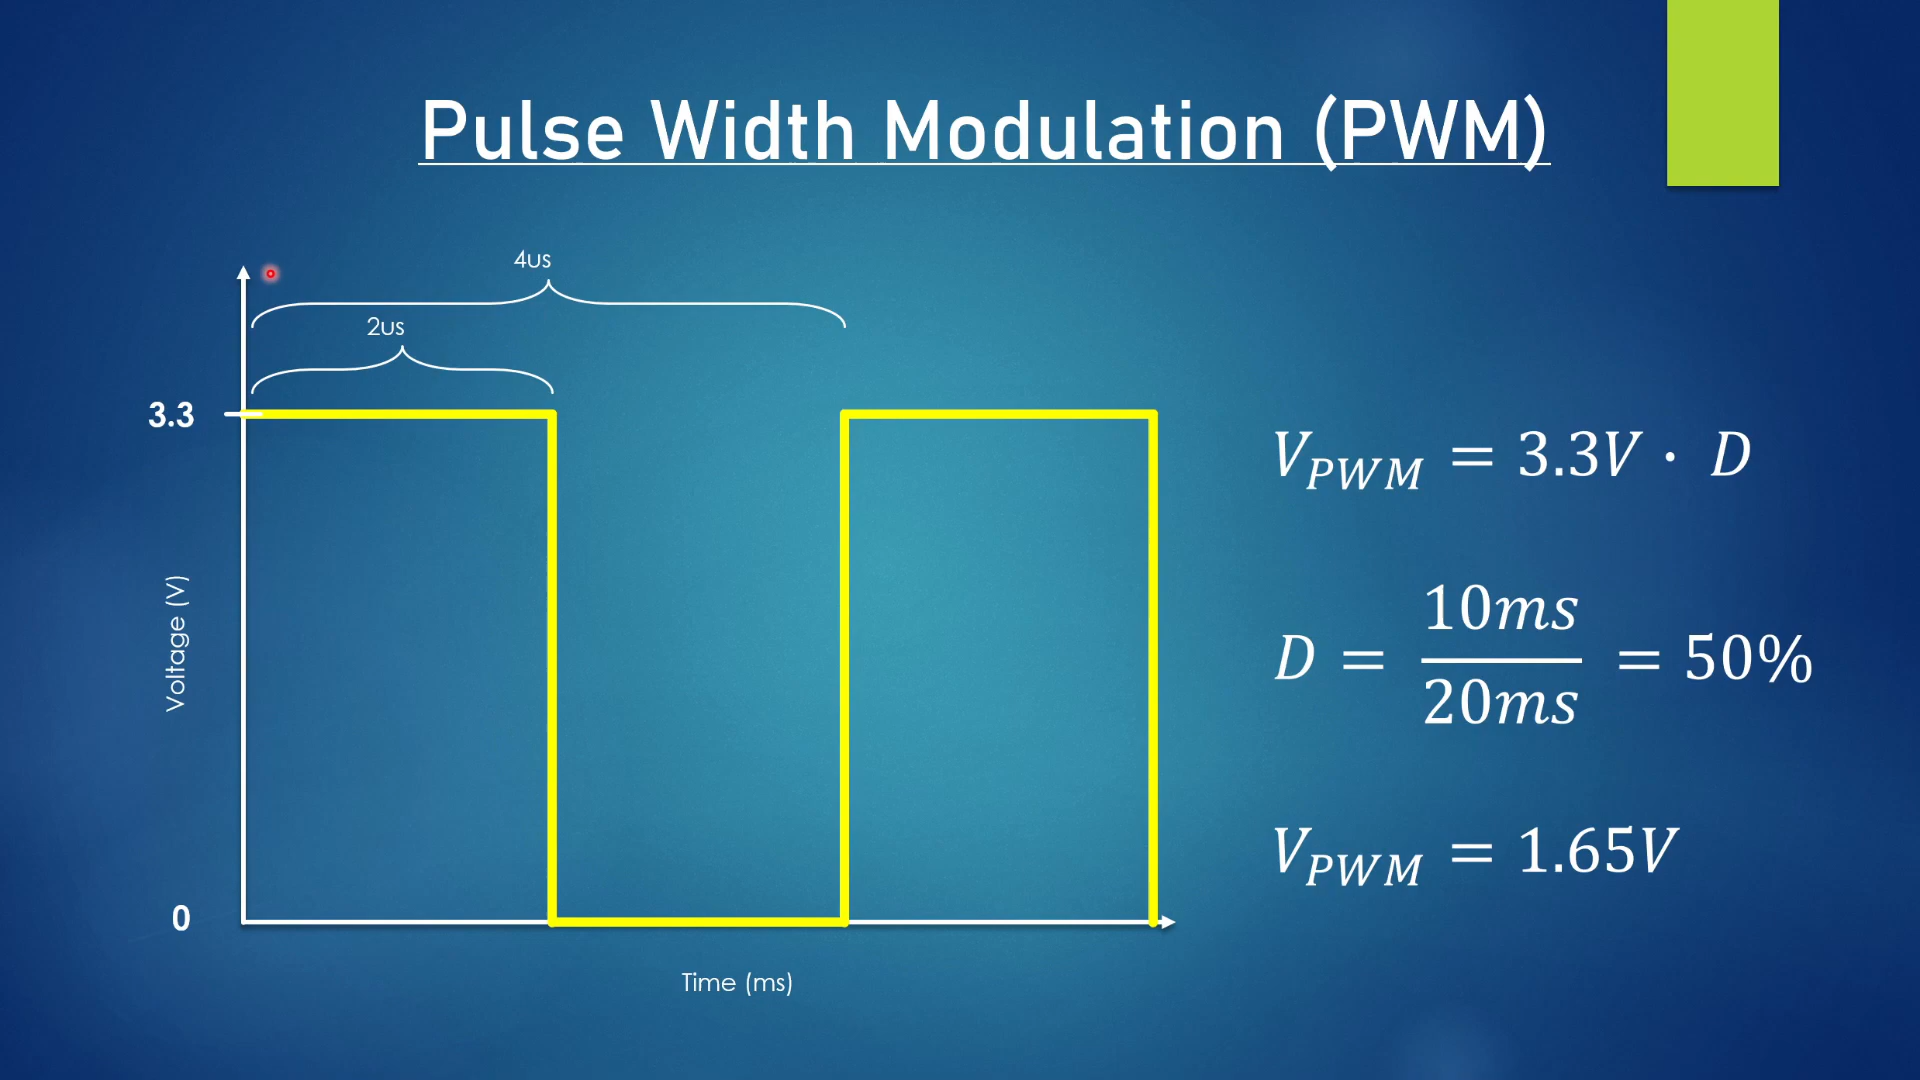 Pulse Width Modulation (PWM)
4us
2us
3.3
Voltage (V)
0
Time (ms)
V_PWM = 3.3V · D
D = 10ms / 20ms = 50%
V_PWM = 1.65V